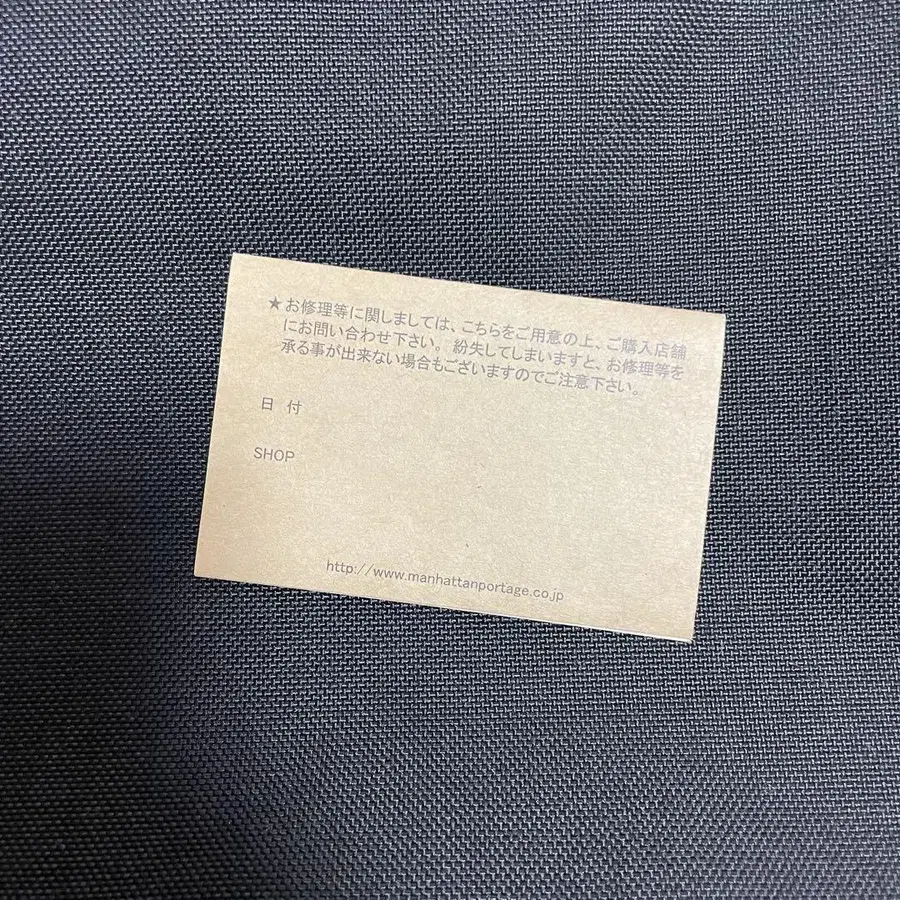 ★お修理等に関しましては、こちらをご用意の上、ご購入店舗
にお問い合わせ下さい。紛失してしまいますと、お修理等を
承る事が出来ない場合もございますのでご注意下さい。
日 付
SHOP
http://www.manhattanportage.co.jp